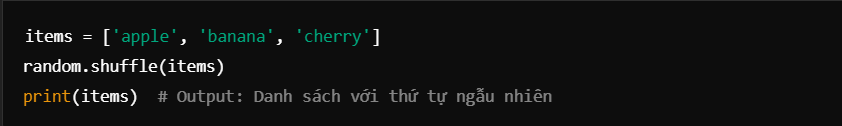 items = ['apple', 'banana', 'cherry']
random.shuffle(items)
print(items)  # Output: Danh sách với thứ tự ngẫu nhiên